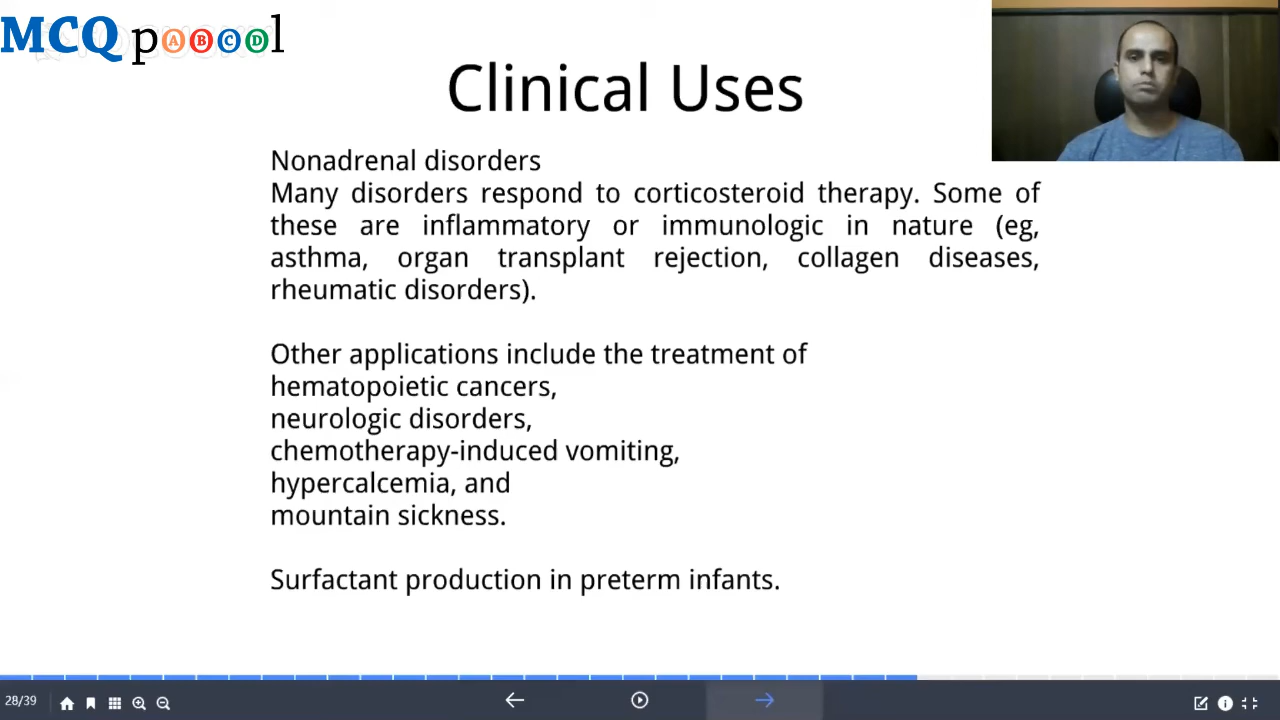 MCQ pABCDl
Clinical Uses
Nonadrenal disorders
Many disorders respond to corticosteroid therapy. Some of
these are inflammatory or immunologic in nature (eg,
asthma, organ transplant rejection, collagen diseases,
rheumatic disorders).
Other applications include the treatment of
hematopoietic cancers,
neurologic disorders,
chemotherapy-induced vomiting,
hypercalcemia, and
mountain sickness.
Surfactant production in preterm infants.
28/39